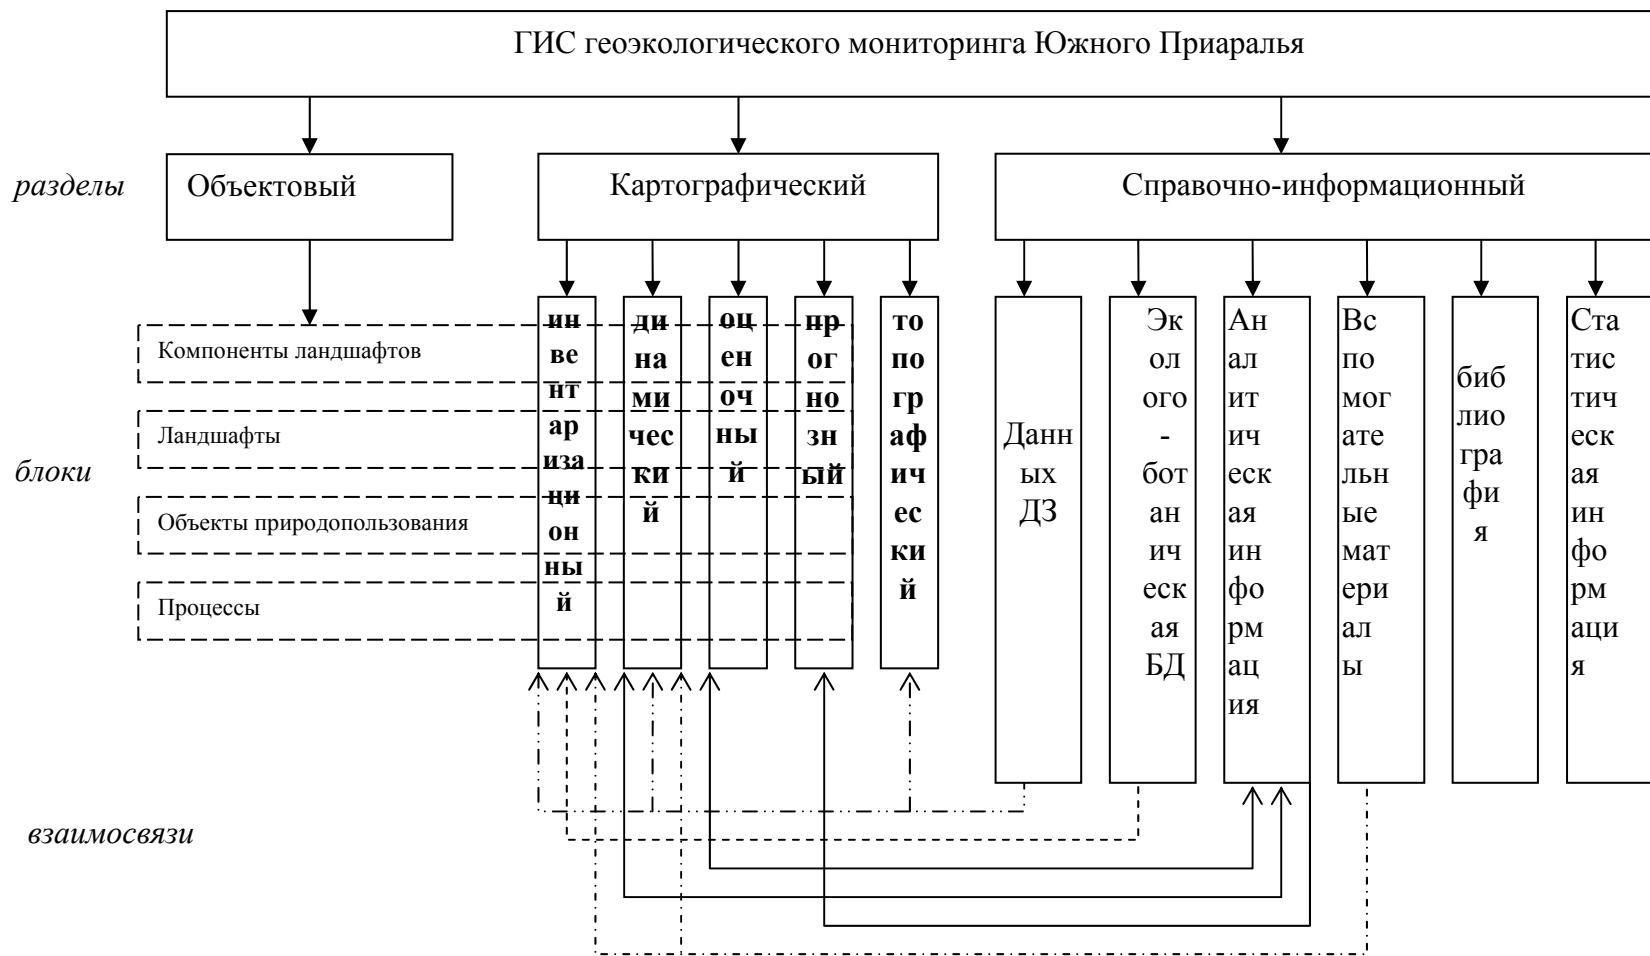 ГИС геоэкологического мониторинга Южного Приаралья
разделы
Объектовый
Картографический
Справочно-информационный
блоки
Компоненты ландшафтов
Ландшафты
Объекты природопользования
Процессы
ин
ве
нт
ар
иза
ци
он
ны
й
ди
на
ми
чес
ки
й
оц
ен
оч
ны
й
пр
ог
но
зн
ый
то
по
гр
аф
ич
ес
ки
й
Данн
ых
ДЗ
Эк
ол
ого
-
бот
ан
ич
еск
ая
БД
Ан
ал
ит
ич
еск
ая
ин
фо
рм
ац
ия
Вс
по
мог
ате
льн
ые
мат
ери
ал
ы
биб
лио
гра
фи
я
Ста
тис
тич
еск
ая
ин
фо
рм
аци
я
взаимосвязи